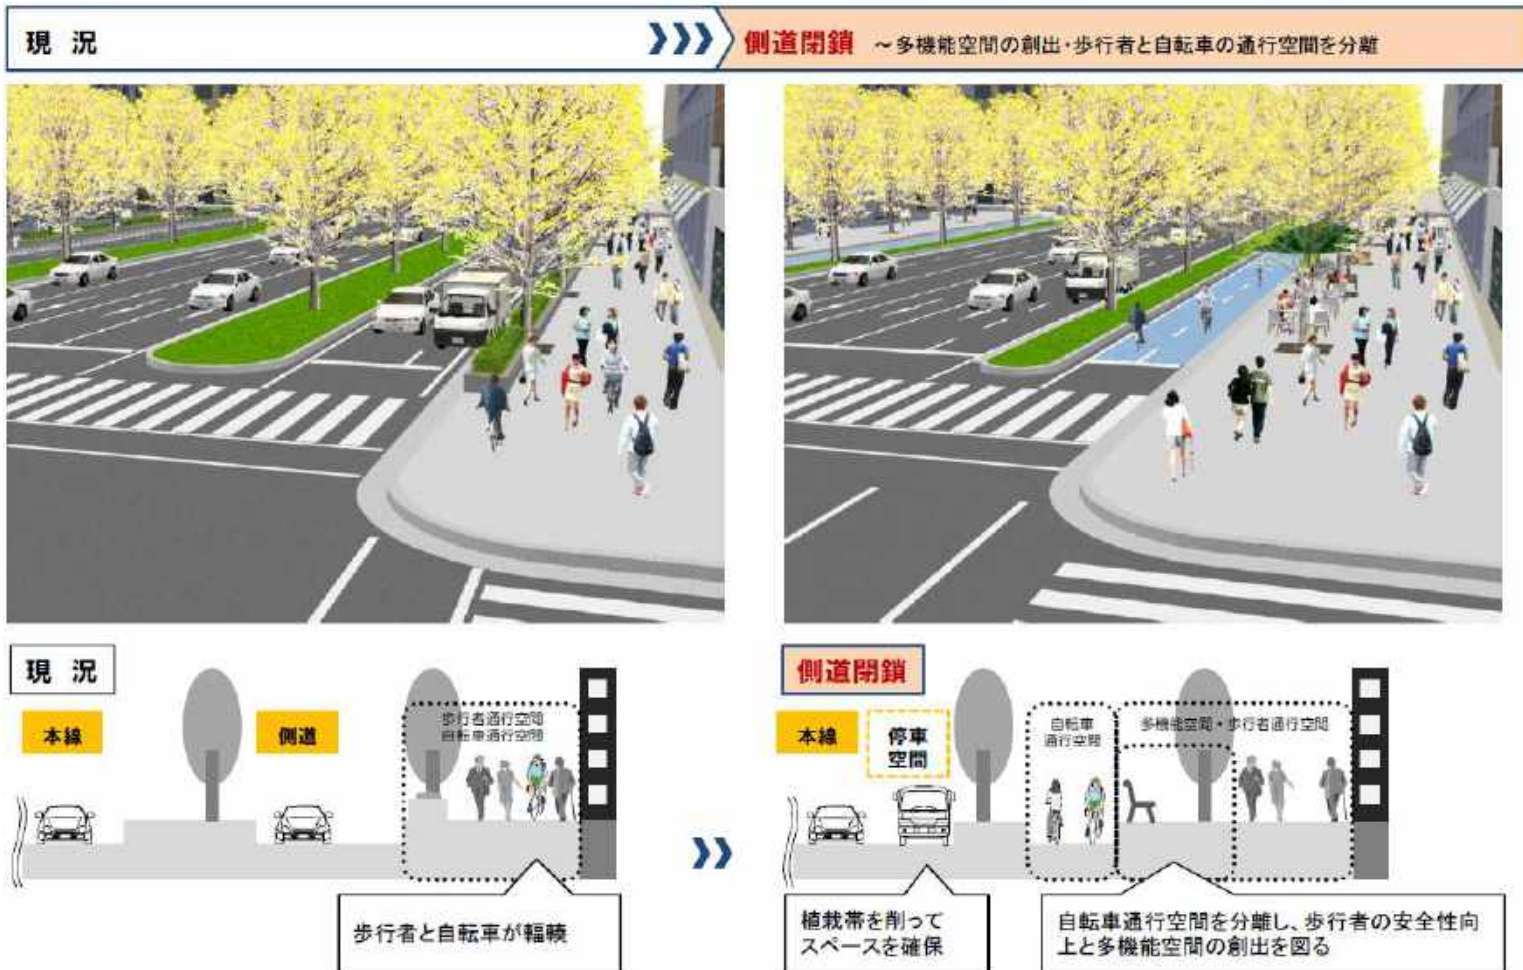 現 況
側道閉鎖 ～多機能空間の創出・歩行者と自転車の通行空間を分離
現 況
本線
側道
歩行者通行空間
自転車通行空間
歩行者と自転車が輻輳
側道閉鎖
本線
停車
空間
自転車
通行空間
多機能空間・歩行者通行空間
植栽帯を削って
スペースを確保
自転車通行空間を分離し、歩行者の安全性向
上と多機能空間の創出を図る